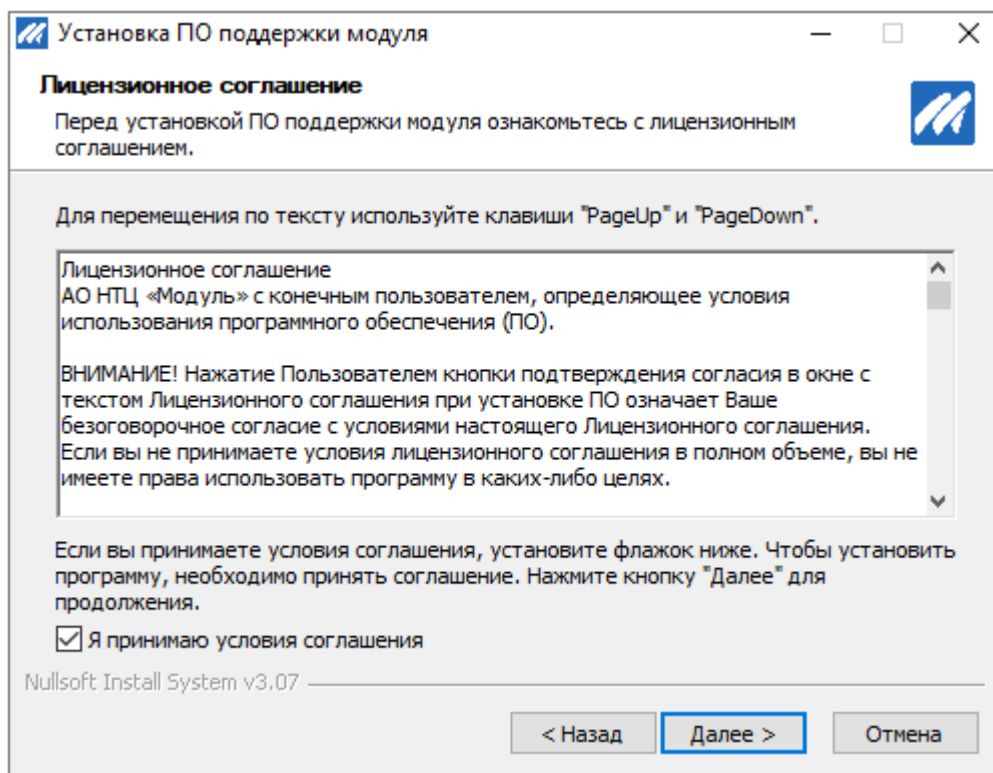 Установка ПО поддержки модуля
Лицензионное соглашение
Перед установкой ПО поддержки модуля ознакомьтесь с лицензионным
соглашением.
Для перемещения по тексту используйте клавиши "PageUp" и "PageDown".
Лицензионное соглашение
АО НТЦ «Модуль» с конечным пользователем, определяющее условия
использования программного обеспечения (ПО).
ВНИМАНИЕ! Нажатие Пользователем кнопки подтверждения согласия в окне с
текстом Лицензионного соглашения при установке ПО означает Ваше
безоговорочное согласие с условиями настоящего Лицензионного соглашения.
Если вы не принимаете условия лицензионного соглашения в полном объеме, вы не
имеете права использовать программу в каких-либо целях.
Если вы принимаете условия соглашения, установите флажок ниже. Чтобы установить
программу, необходимо принять соглашение. Нажмите кнопку "Далее" для
продолжения.
Я принимаю условия соглашения
Nullsoft Install System v3.07
< Назад Далее > Отмена